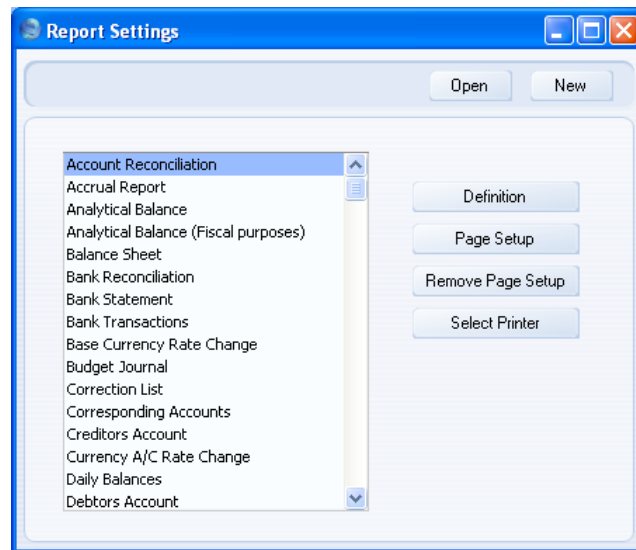 Report Settings
Open New
Account Reconciliation
Accrual Report
Analytical Balance
Analytical Balance (Fiscal purposes)
Balance Sheet
Bank Reconciliation
Bank Statement
Bank Transactions
Base Currency Rate Change
Budget Journal
Correction List
Corresponding Accounts
Creditors Account
Currency A/C Rate Change
Daily Balances
Debtors Account
Definition
Page Setup
Remove Page Setup
Select Printer